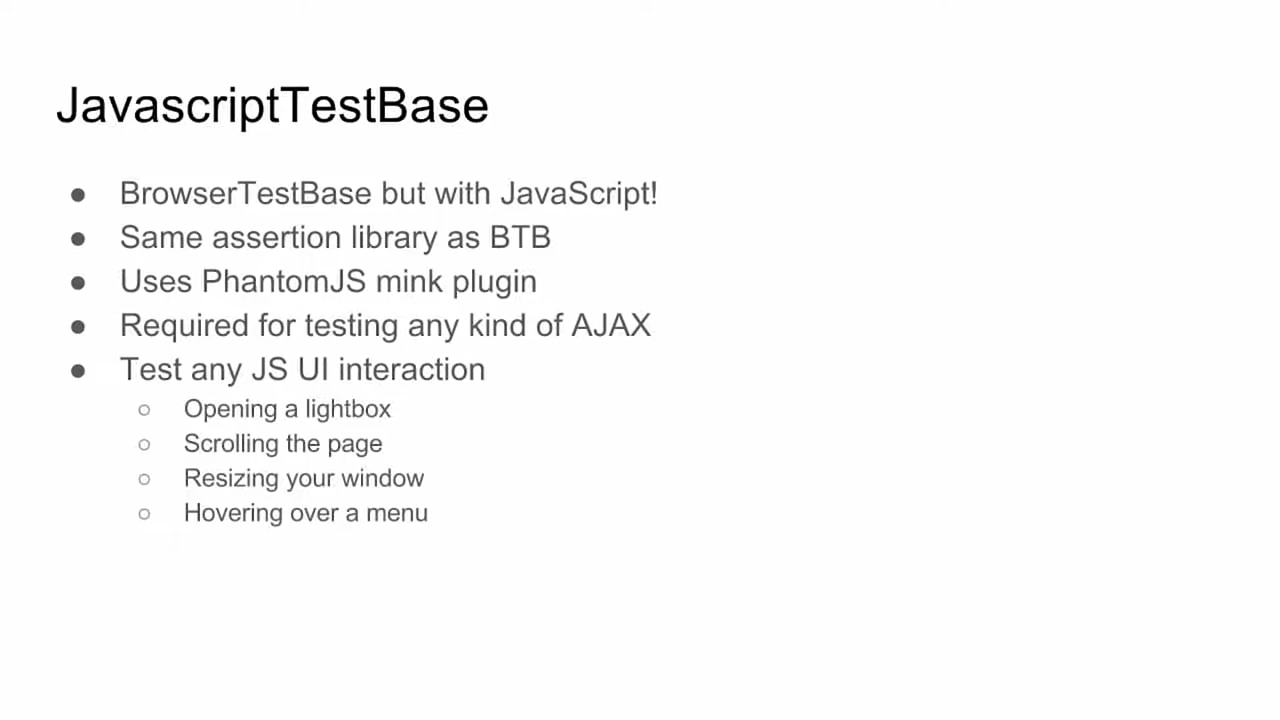 JavascriptTestBase
● BrowserTestBase but with JavaScript!
● Same assertion library as BTB
● Uses PhantomJS mink plugin
● Required for testing any kind of AJAX
● Test any JS UI interaction
○ Opening a lightbox
○ Scrolling the page
○ Resizing your window
○ Hovering over a menu